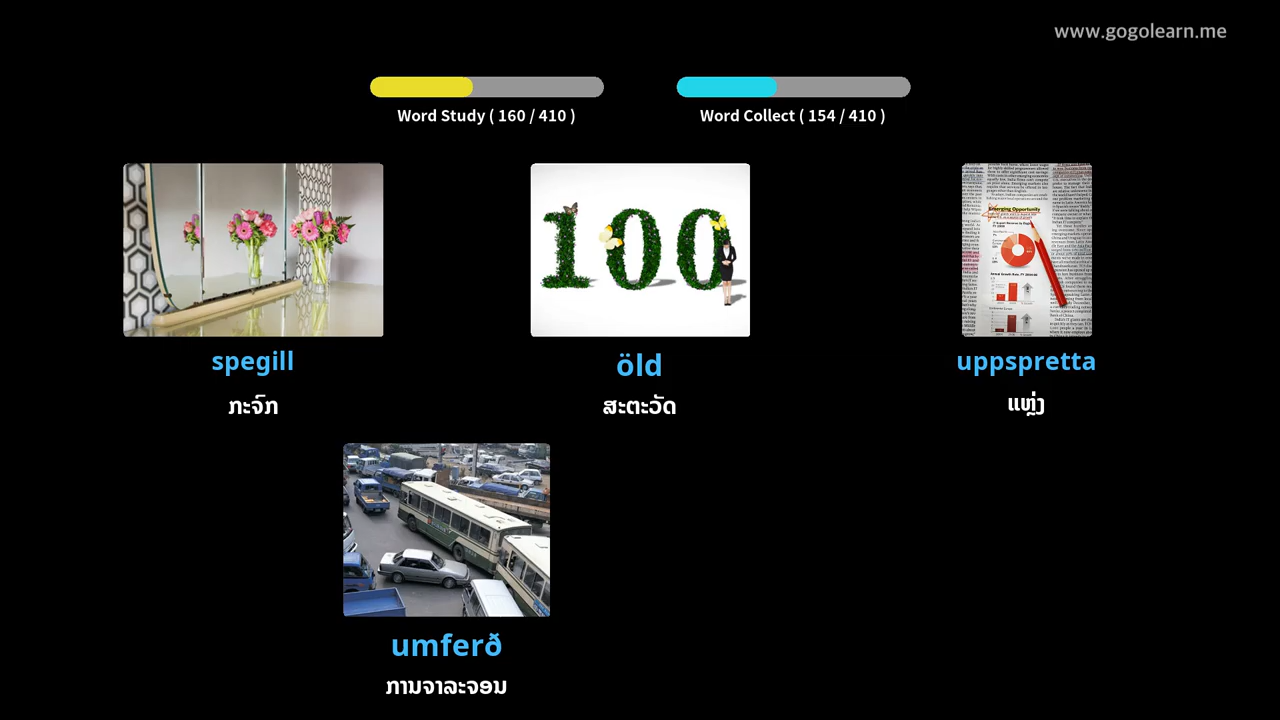 www.gogolearn.me
Word Study ( 160 / 410 )
Word Collect ( 154 / 410 )
spegill
ກະຈົກ
öld
ສະຕະວັດ
uppspretta
ແຫຼ່ງ
umferð
ການຈາລະຈອນ